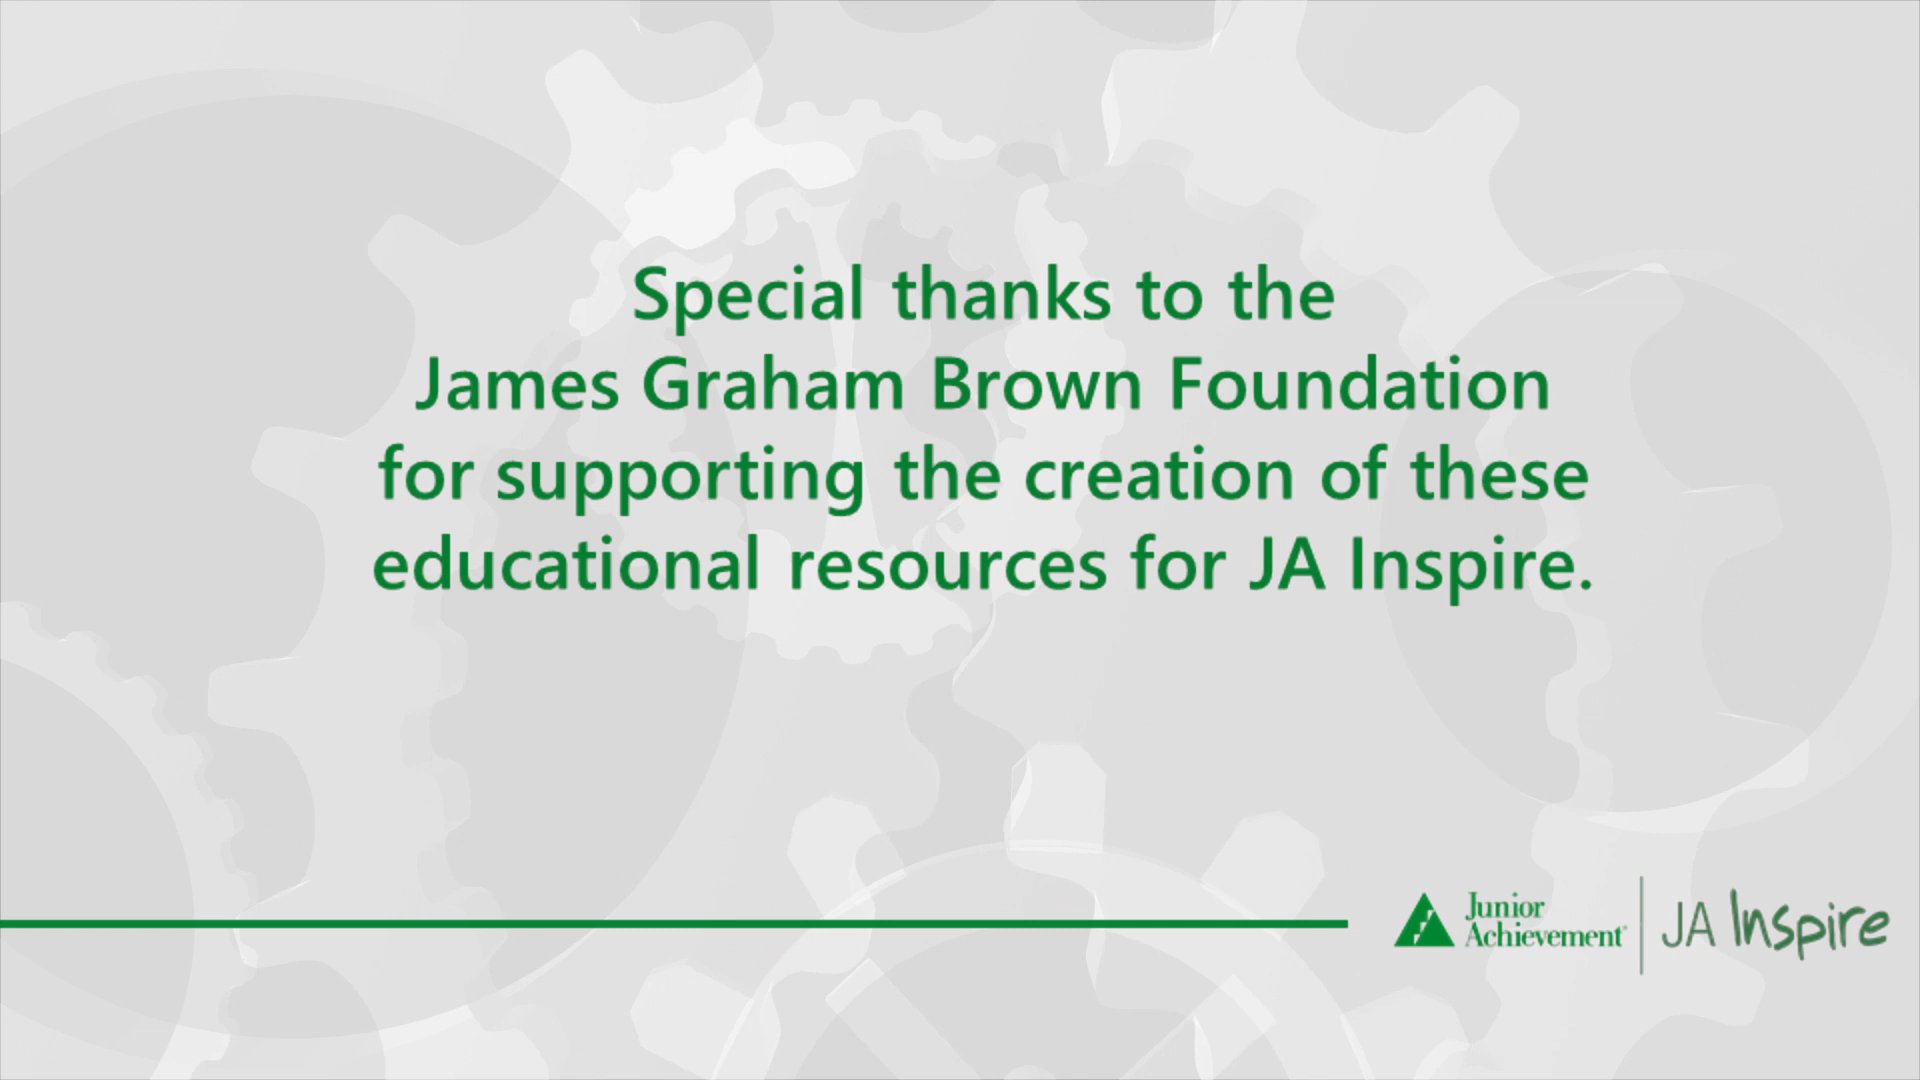 Special thanks to the
James Graham Brown Foundation
for supporting the creation of these
educational resources for JA Inspire.
Junior
Achievement®
JA Inspire